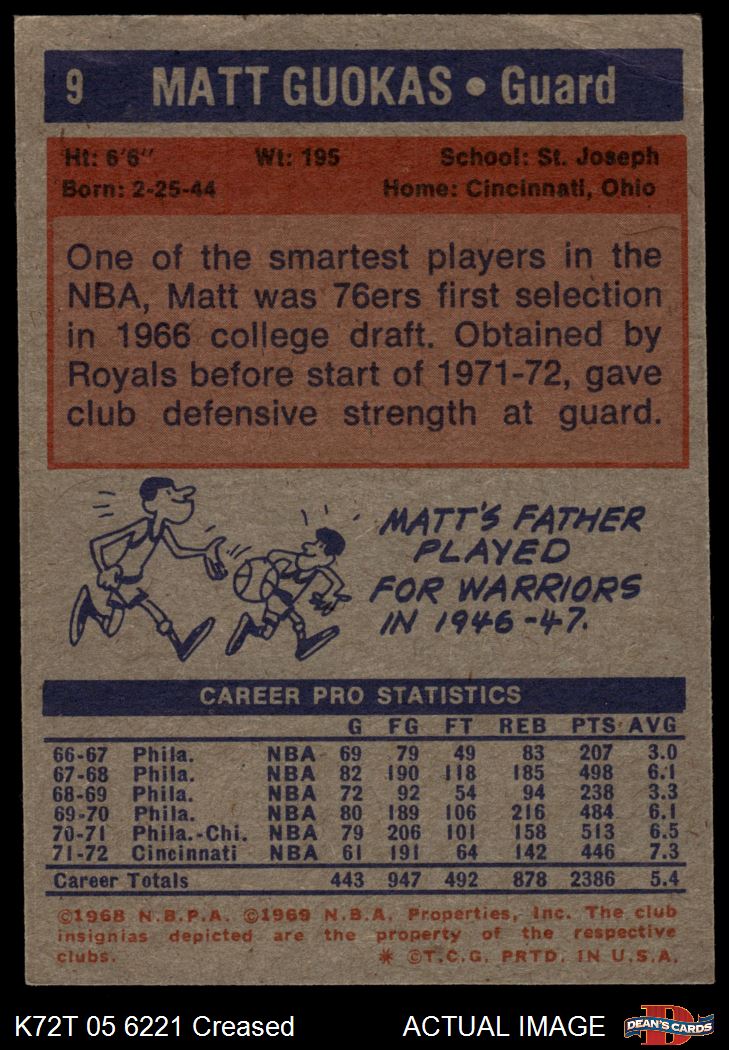 9 MATT GUOKAS • Guard
Ht: 6'6" Wt: 195 School: St. Joseph
Born: 2-25-44 Home: Cincinnati, Ohio
One of the smartest players in the
NBA, Matt was 76ers first selection
in 1966 college draft. Obtained by
Royals before start of 1971-72, gave
club defensive strength at guard.
MATT'S FATHER
PLAYED
FOR WARRIORS
IN 1946-47.
CAREER PRO STATISTICS
G FG FT REB PTS AVG
66-67 Phila. NBA 69 79 49 83 207 3.0
67-68 Phila. NBA 82 190 118 185 498 6.1
68-69 Phila. NBA 72 92 54 94 238 3.3
69-70 Phila. NBA 80 189 106 216 484 6.1
70-71 Phila.-Chi. NBA 79 206 101 158 513 6.5
71-72 Cincinnati NBA 61 191 64 142 446 7.3
Career Totals 443 947 492 878 2386 5.4
©1968 N.B.P.A. ©1969 N.B.A. Properties, Inc. The club
insignias depicted are the property of the respective
clubs. * ©T.C.G. PRTD. IN U.S.A.
K72T 05 6221 Creased ACTUAL IMAGE D DEAN'S CARDS